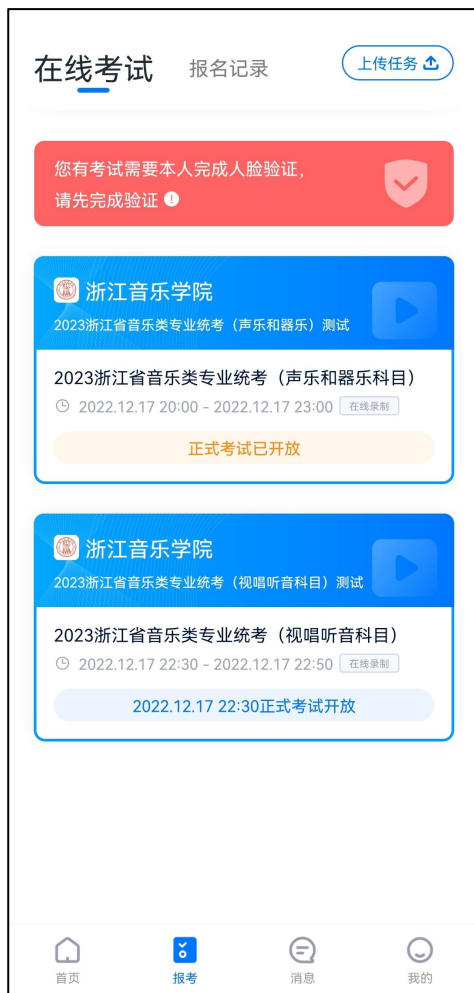 在线考试
报名记录
上传任务
您有考试需要本人完成人脸验证，
请先完成验证
浙江音乐学院
2023浙江省音乐类专业统考（声乐和器乐）测试
2023浙江省音乐类专业统考（声乐和器乐科目）
2022.12.17 20:00 - 2022.12.17 23:00 在线录制
正式考试已开放
浙江音乐学院
2023浙江省音乐类专业统考（视唱听音科目）测试
2023浙江省音乐类专业统考（视唱听音科目）
2022.12.17 22:30 - 2022.12.17 22:50 在线录制
2022.12.17 22:30正式考试开放
首页
报考
消息
我的